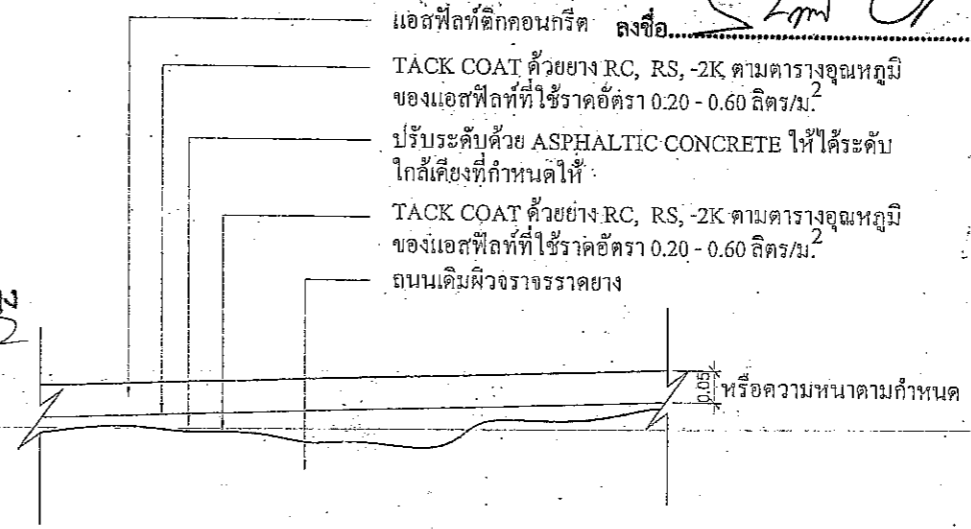 แอสฟัลท์ติกคอนกรีต ลงชื่อ
TACK COAT ด้วยยาง RC, RS, -2K ตามตารางอุณหภูมิ
ของแอสฟัลท์ที่ใช้ราดอัตรา 0.20 - 0.60 ลิตร/ม.2
ปรับระดับด้วย ASPHALTIC CONCRETE ให้ได้ระดับ
ใกล้เคียงที่กำหนดให้
TACK COAT ด้วยย่าง RC, RS, -2K ตามตารางอุณหภูมิ
ของแอสฟัลท์ที่ใช้ราดอัตรา 0.20 - 0.60 ลิตร/ม.2
ถนนเดิมผิวจราจรราดยาง
0.05 หรือความหนาตามกำหนด